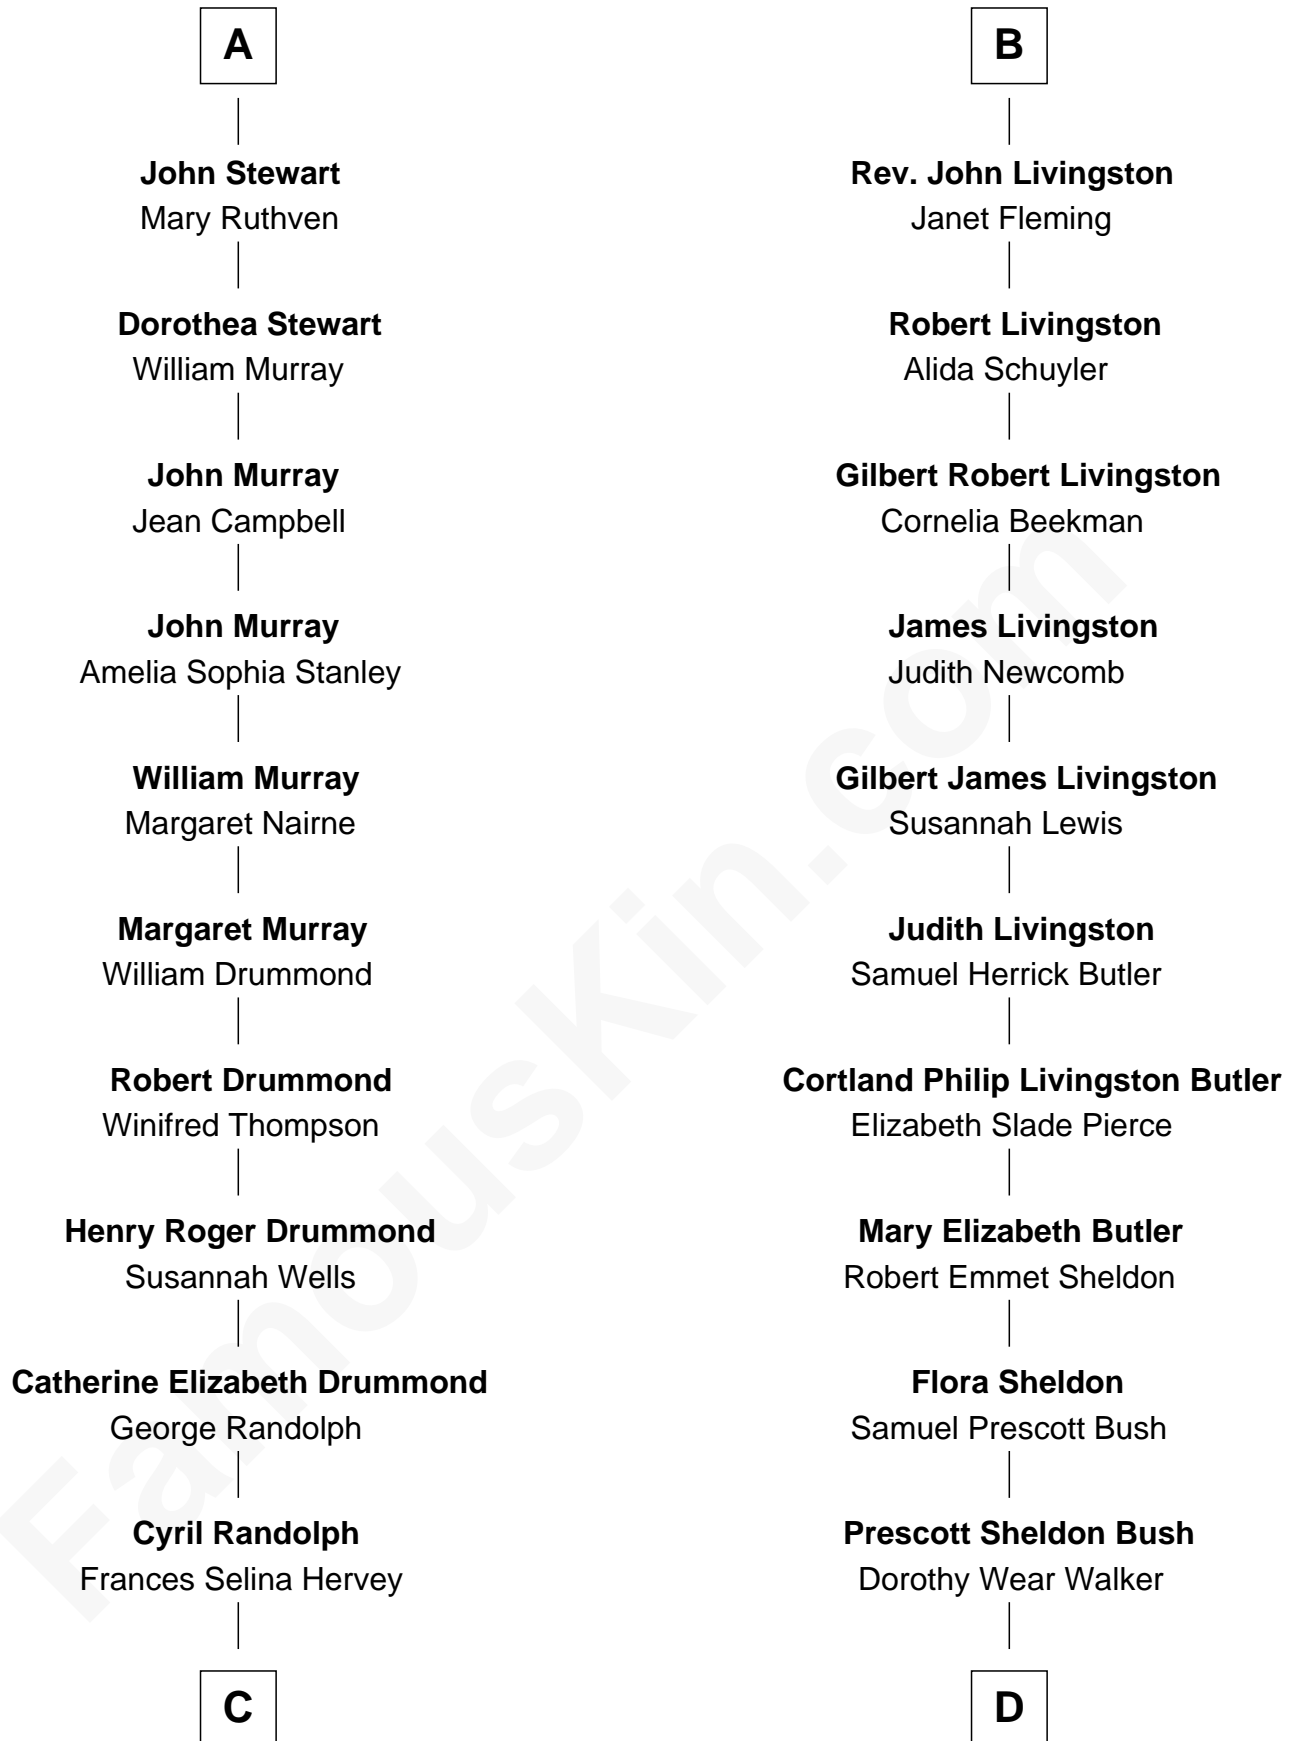 A
John Stewart
Mary Ruthven
Dorothea Stewart
William Murray
John Murray
Jean Campbell
John Murray
Amelia Sophia Stanley
William Murray
Margaret Nairne
Margaret Murray
William Drummond
Robert Drummond
Winifred Thompson
Henry Roger Drummond
Susannah Wells
Catherine Elizabeth Drummond
George Randolph
Cyril Randolph
Frances Selina Hervey
C
B
Rev. John Livingston
Janet Fleming
Robert Livingston
Alida Schuyler
Gilbert Robert Livingston
Cornelia Beekman
James Livingston
Judith Newcomb
Gilbert James Livingston
Susannah Lewis
Judith Livingston
Samuel Herrick Butler
Cortland Philip Livingston Butler
Elizabeth Slade Pierce
Mary Elizabeth Butler
Robert Emmet Sheldon
Flora Sheldon
Samuel Prescott Bush
Prescott Sheldon Bush
Dorothy Wear Walker
D
FamousKin.com